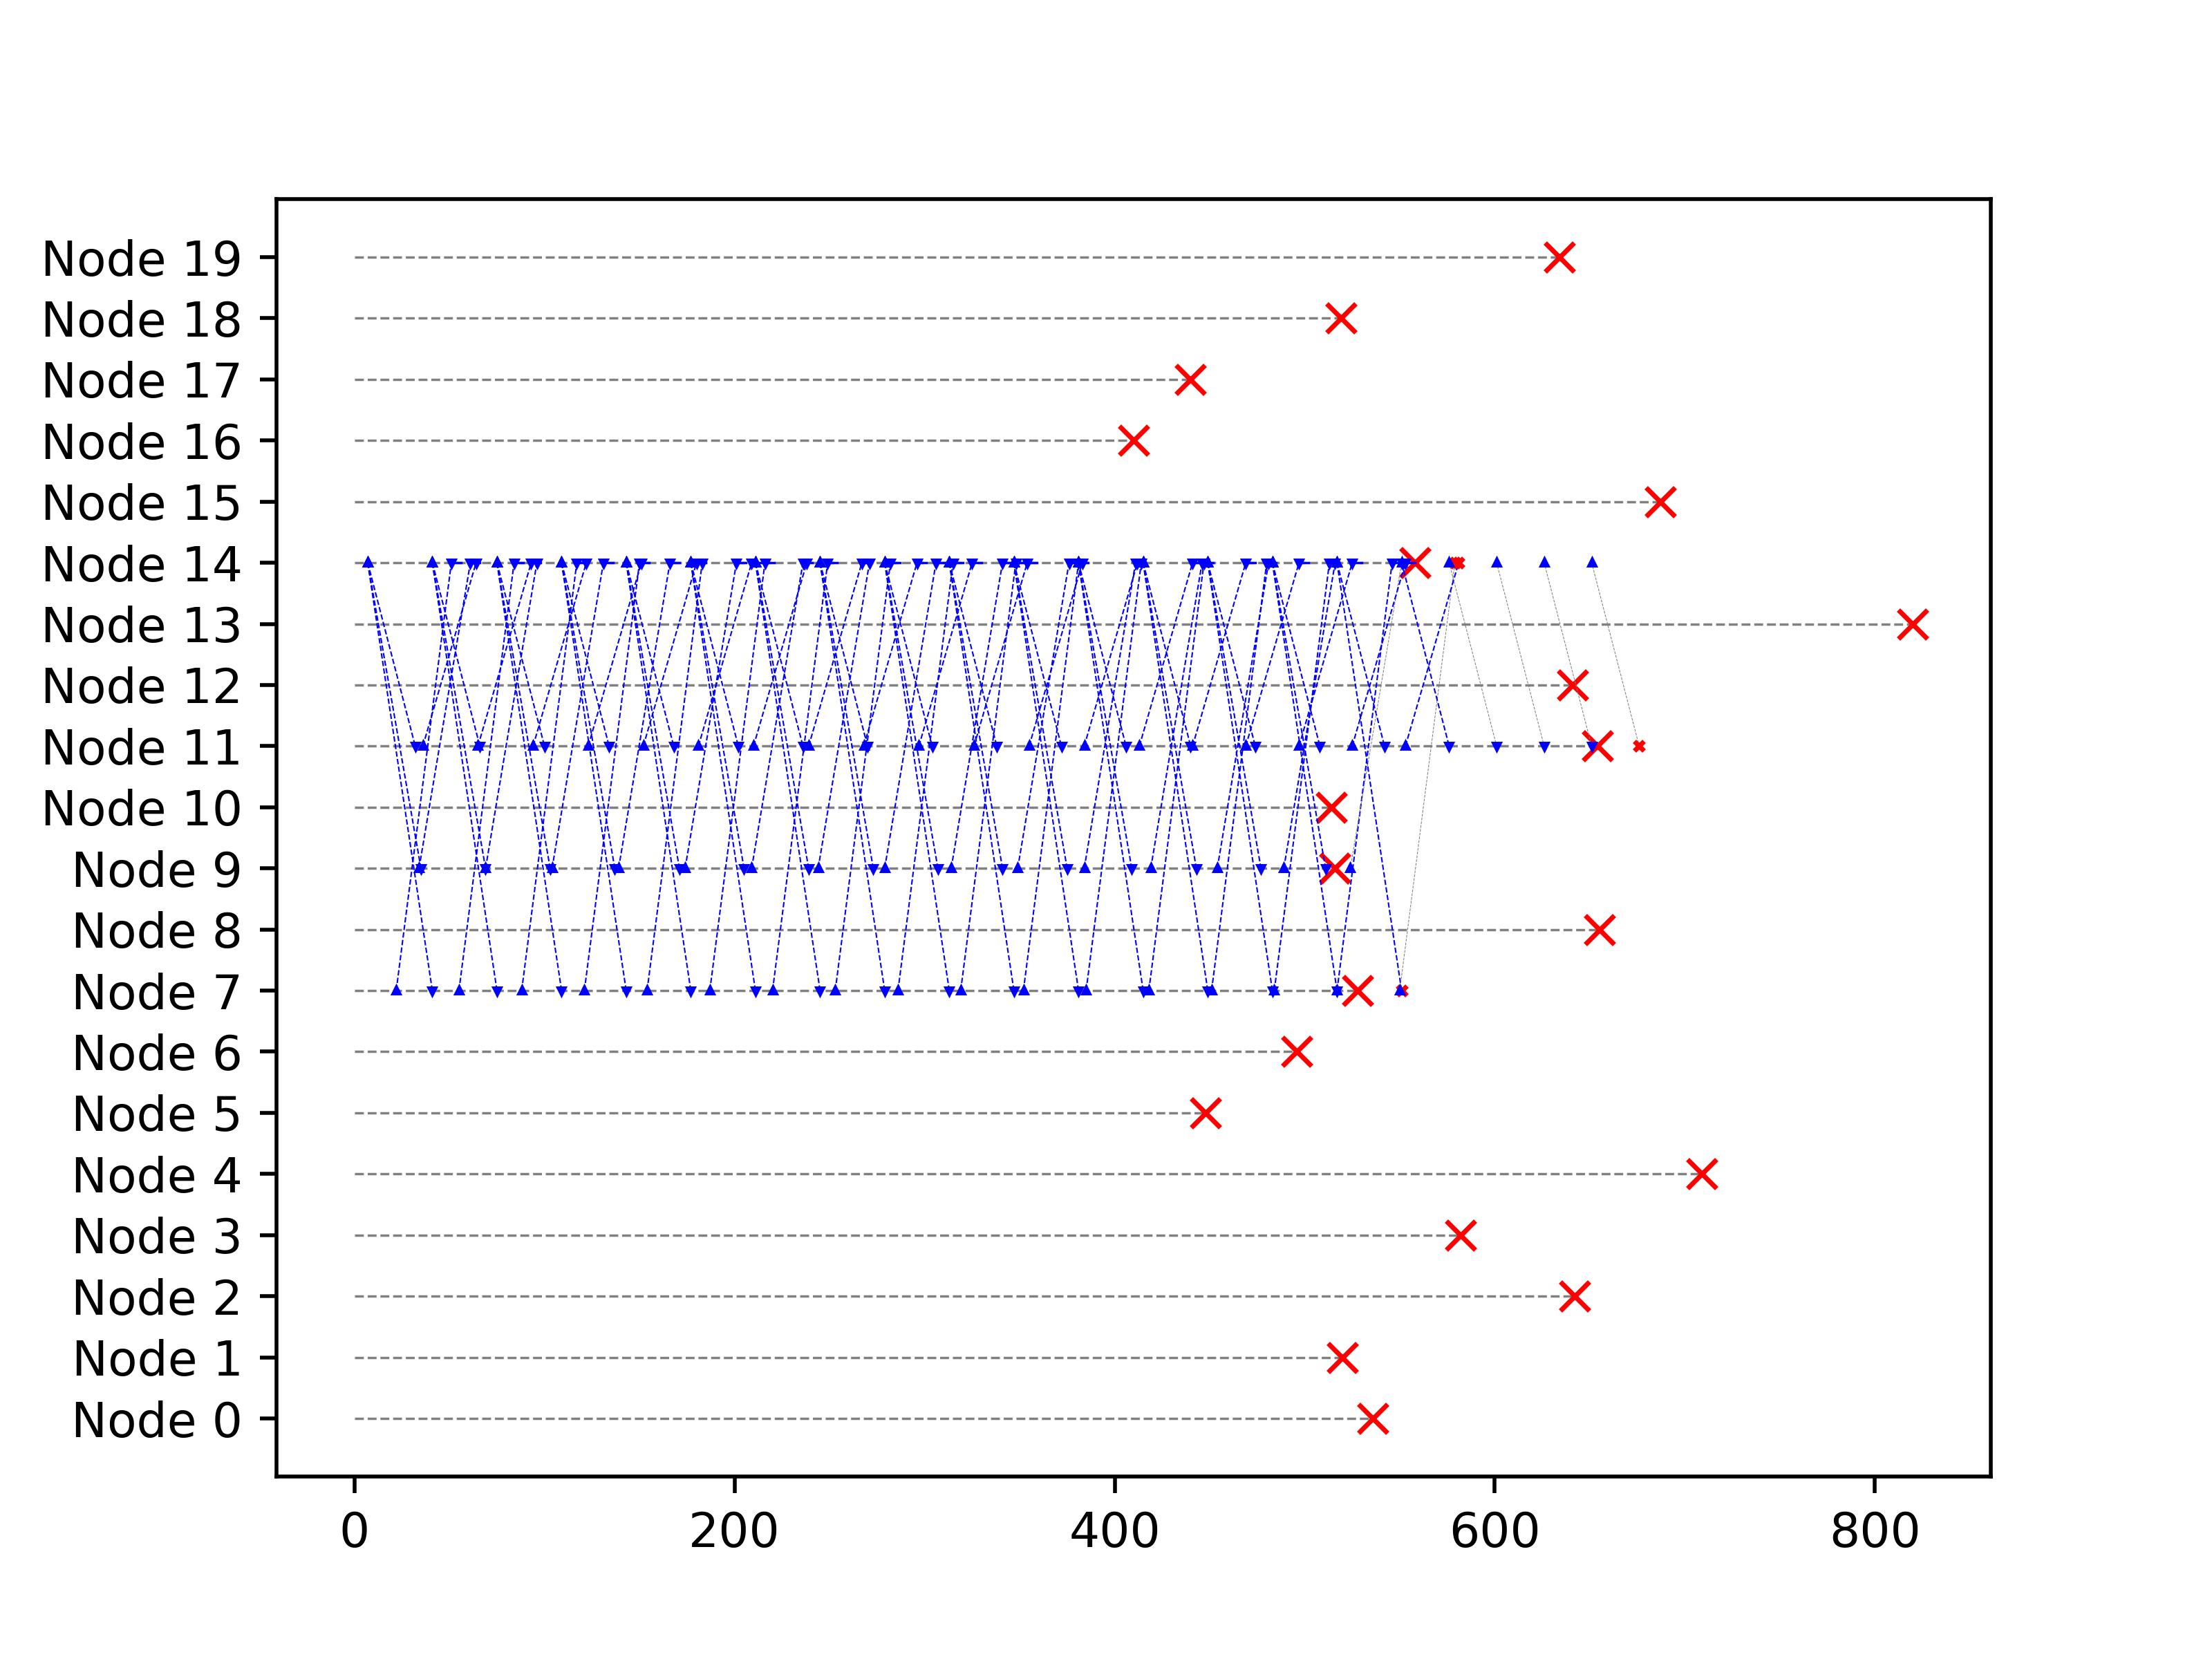 Node 19
Node 18
Node 17
Node 16
Node 15
Node 14
Node 13
Node 12
Node 11
Node 10
Node 9
Node 8
Node 7
Node 6
Node 5
Node 4
Node 3
Node 2
Node 1
Node 0
0 200 400 600 800